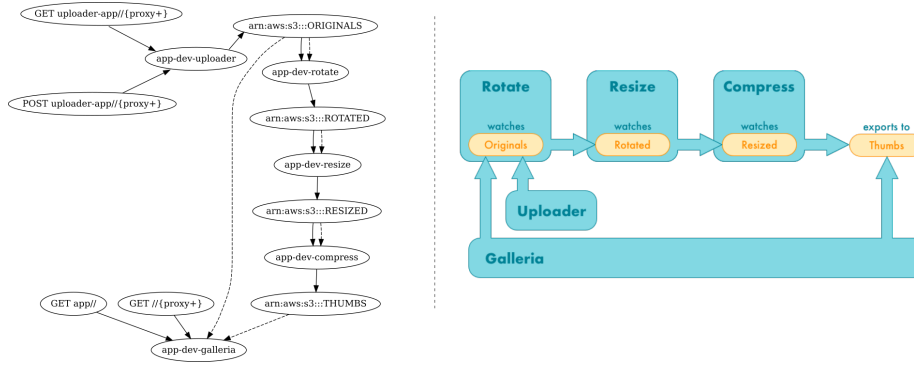 GET uploader-app//{proxy+}
arn:aws:s3:::ORIGINALS
app-dev-uploader
app-dev-rotate
POST uploader-app//{proxy+}
arn:aws:s3:::ROTATED
app-dev-resize
arn:aws:s3:::RESIZED
app-dev-compress
GET app//
GET //{proxy+}
arn:aws:s3:::THUMBS
app-dev-galleria
Rotate
watches
Originals
Resize
watches
Rotated
Compress
watches
Resized
exports to
Thumbs
Uploader
Galleria